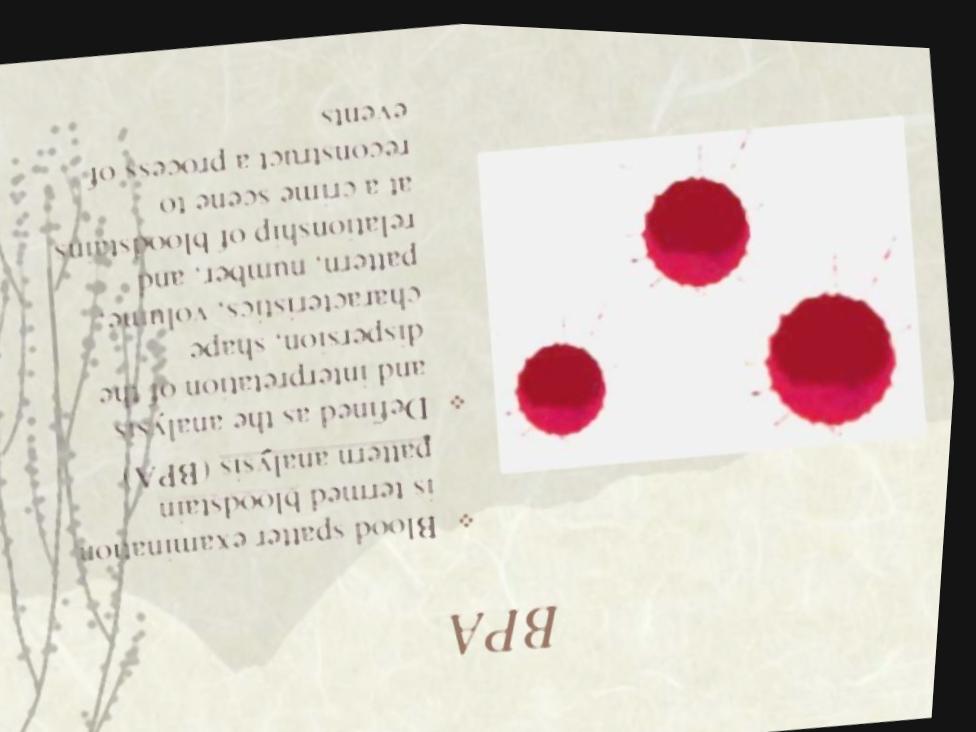 BPA
Blood spatter examination
is termed bloodstain
pattern analysis (BPA)
Defined as the analysis
and interpretation of the
dispersion, shape
characteristics, volume,
pattern, number, and
relationship of bloodstains
at a crime scene to
reconstruct a process of
events